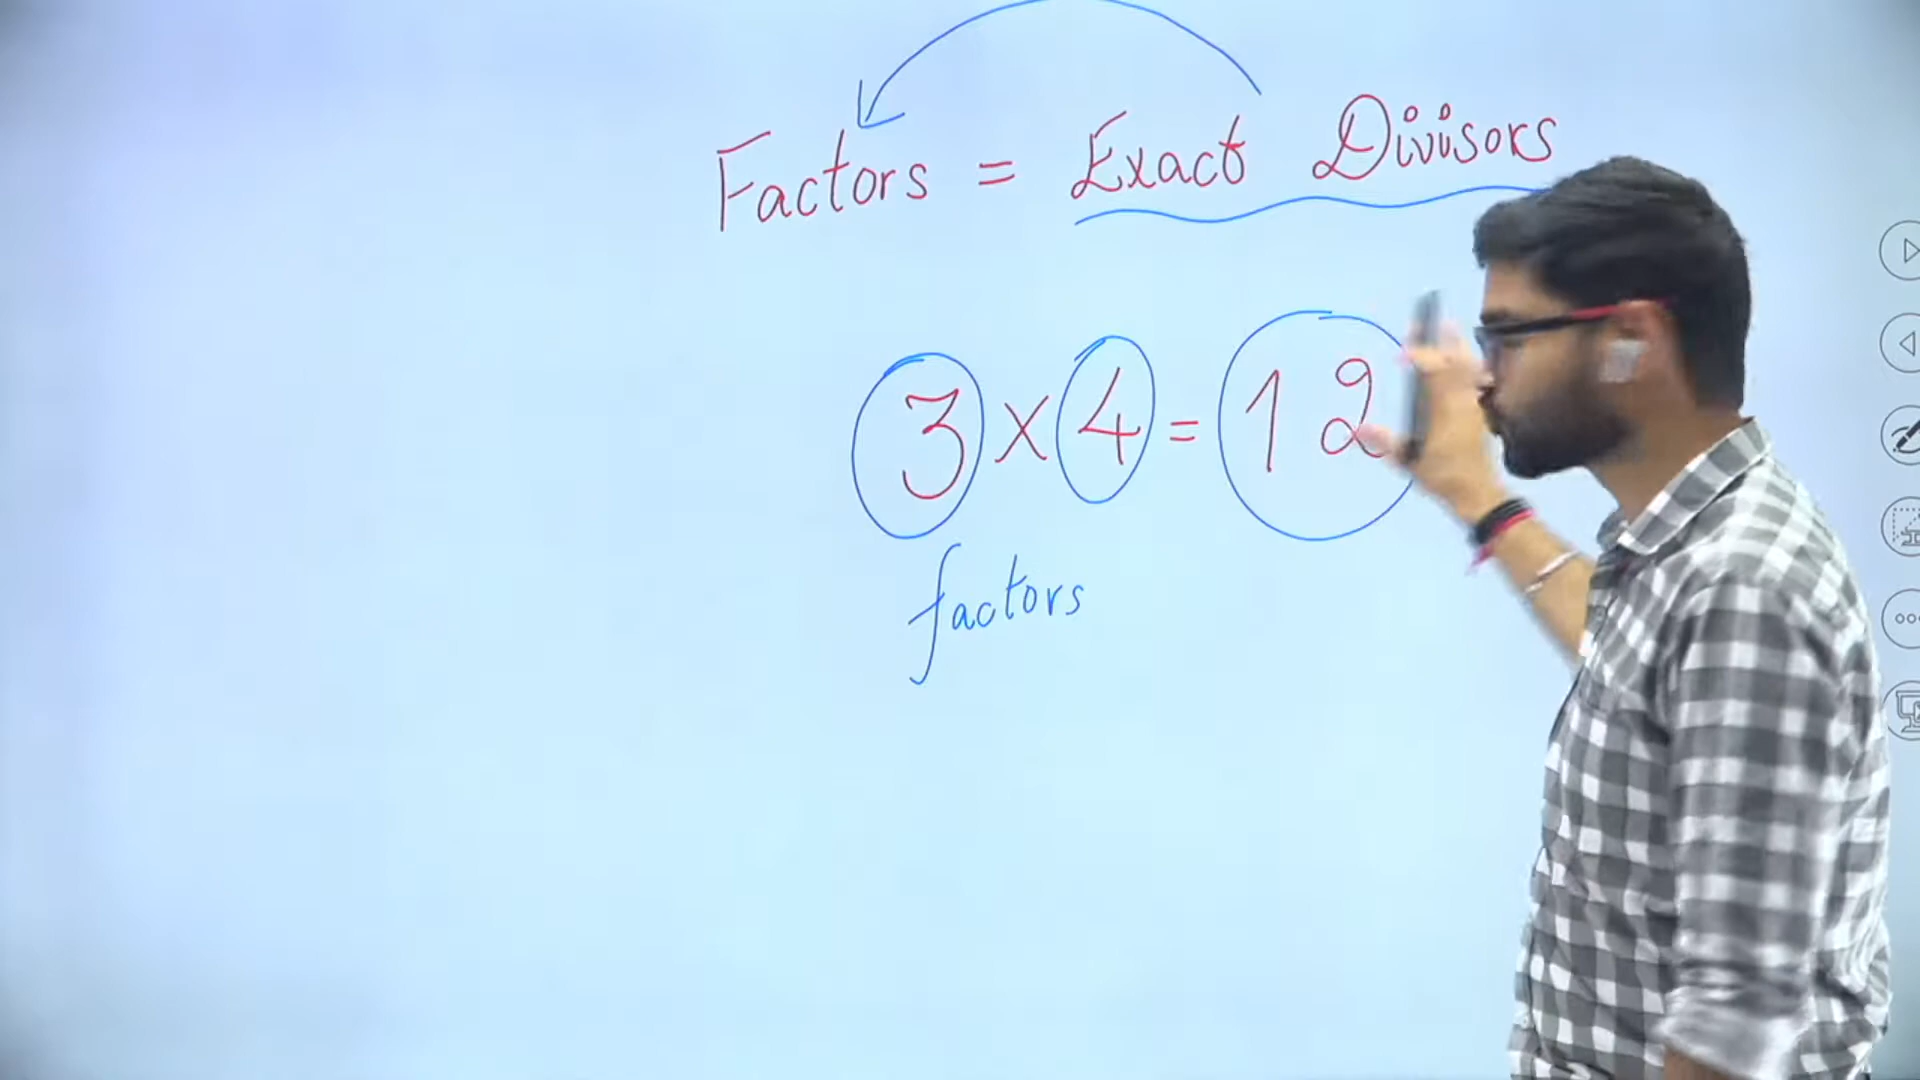 Factors = Exact Divisors
3 × 4 = 12
factors